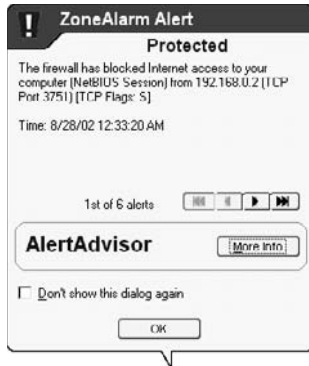 ZoneAlarm Alert
Protected
The firewall has blocked Internet access to your
computer (NetBIOS Session) from 192.168.0.2 (TCP
Port 3751) [TCP Flags: S].
Time: 8/28/02 12:33:20 AM
1st of 6 alerts
AlertAdvisor
More Info
Don't show this dialog again
OK